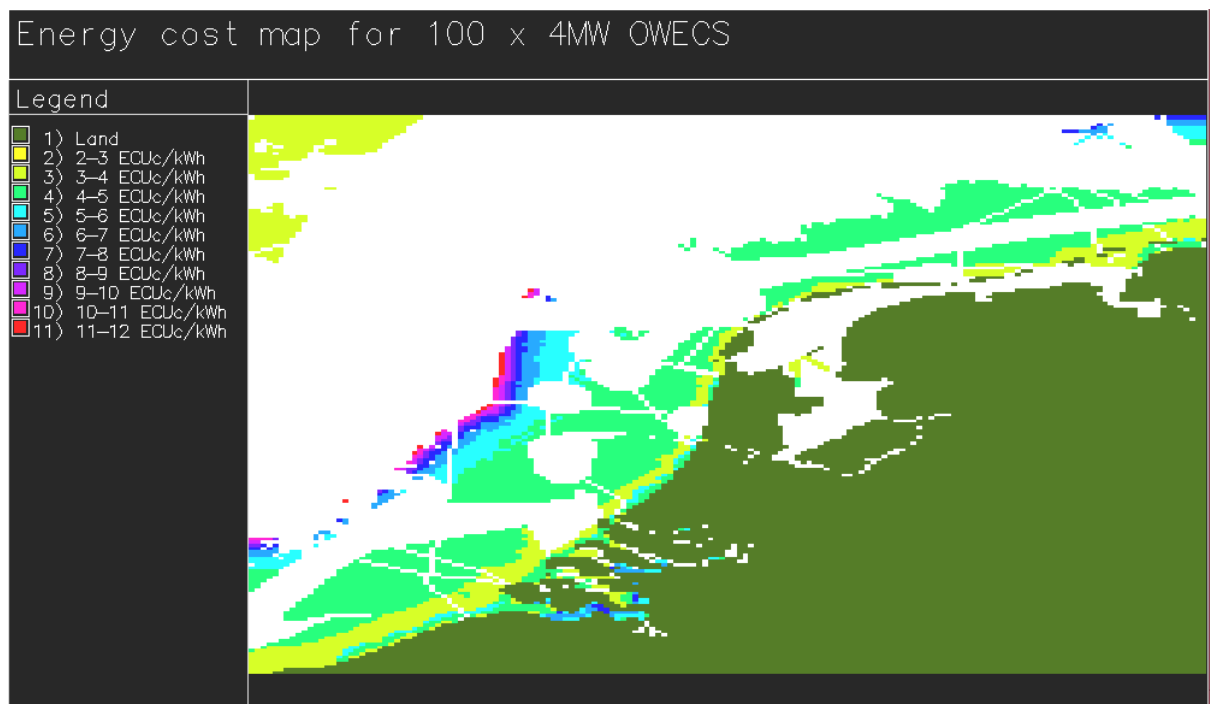 Energy cost map for 100 x 4MW OWECS
Legend
1) Land
2) 2–3 ECUc/kWh
3) 3–4 ECUc/kWh
4) 4–5 ECUc/kWh
5) 5–6 ECUc/kWh
6) 6–7 ECUc/kWh
7) 7–8 ECUc/kWh
8) 8–9 ECUc/kWh
9) 9–10 ECUc/kWh
10) 10–11 ECUc/kWh
11) 11–12 ECUc/kWh